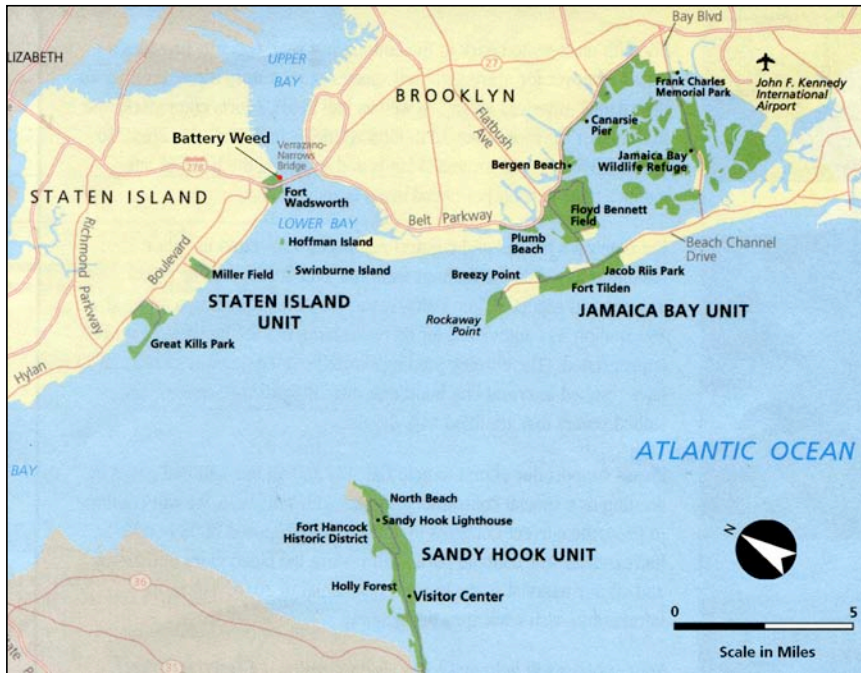 LIZABETH
UPPER
BAY
27
Bay Blvd
BROOKLYN
Flatbush
Ave
Frank Charles
Memorial Park
John F. Kennedy
International
Airport
Canarsie
Pier
Battery Weed
Verrazano-
Narrows
Bridge
278
Bergen Beach
Jamaica Bay
Wildlife Refuge
STATEN ISLAND
Fort
Wadsworth
Richmond Parkway
LOWER BAY
Belt Parkway
Floyd Bennett
Field
Hoffman Island
Plumb
Beach
Beach Channel
Drive
Boulevard
Miller Field
Swinburne Island
Breezy Point
Jacob Riis Park
Fort Tilden
STATEN ISLAND
UNIT
Rockaway
Point
JAMAICA BAY UNIT
Great Kills Park
Hylan
BAY
ATLANTIC OCEAN
North Beach
Sandy Hook Lighthouse
Fort Hancock
Historic District
SANDY HOOK UNIT
N
36
Holly Forest
Visitor Center
0
5
Scale in Miles